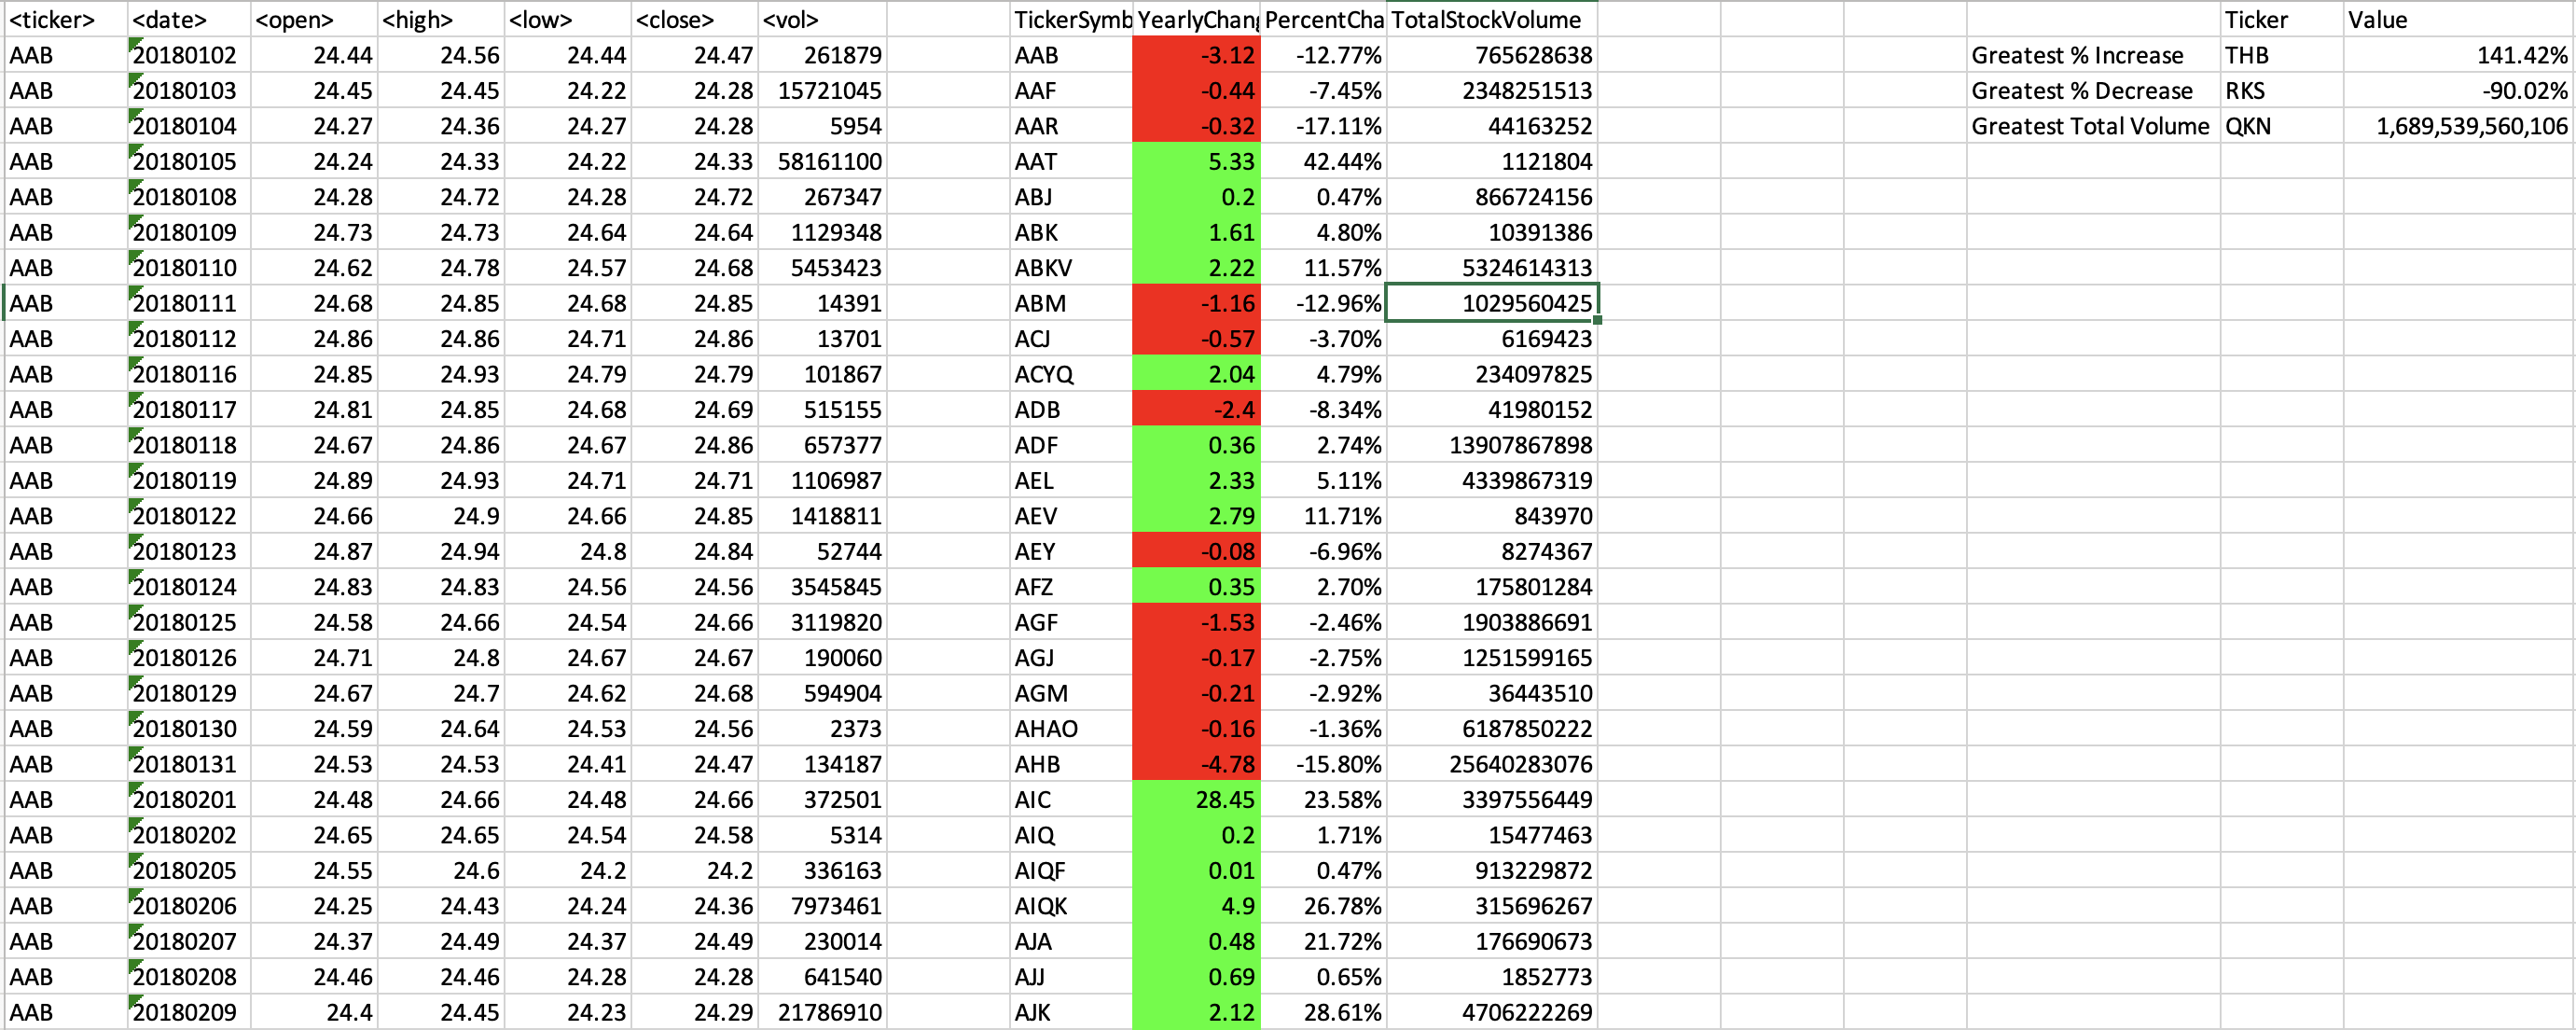 <ticker> <date> <open> <high> <low> <close> <vol> TickerSymb YearlyChang PercentCha TotalStockVolume Ticker Value
AAB 20180102 24.44 24.56 24.44 24.47 261879 AAB -3.12 -12.77% 765628638 Greatest % Increase THB 141.42%
AAB 20180103 24.45 24.45 24.22 24.28 15721045 AAF -0.44 -7.45% 2348251513 Greatest % Decrease RKS -90.02%
AAB 20180104 24.27 24.36 24.27 24.28 5954 AAR -0.32 -17.11% 44163252 Greatest Total Volume QKN 1,689,539,560,106
AAB 20180105 24.24 24.33 24.22 24.33 58161100 AAT 5.33 42.44% 1121804
AAB 20180108 24.28 24.72 24.28 24.72 267347 ABJ 0.2 0.47% 866724156
AAB 20180109 24.73 24.73 24.64 24.64 1129348 ABK 1.61 4.80% 10391386
AAB 20180110 24.62 24.78 24.57 24.68 5453423 ABKV 2.22 11.57% 5324614313
AAB 20180111 24.68 24.85 24.68 24.85 14391 ABM -1.16 -12.96% 1029560425
AAB 20180112 24.86 24.86 24.71 24.86 13701 ACJ -0.57 -3.70% 6169423
AAB 20180116 24.85 24.93 24.79 24.79 101867 ACYQ 2.04 4.79% 234097825
AAB 20180117 24.81 24.85 24.68 24.69 515155 ADB -2.4 -8.34% 41980152
AAB 20180118 24.67 24.86 24.67 24.86 657377 ADF 0.36 2.74% 13907867898
AAB 20180119 24.89 24.93 24.71 24.71 1106987 AEL 2.33 5.11% 4339867319
AAB 20180122 24.66 24.9 24.66 24.85 1418811 AEV 2.79 11.71% 843970
AAB 20180123 24.87 24.94 24.8 24.84 52744 AEY -0.08 -6.96% 8274367
AAB 20180124 24.83 24.83 24.56 24.56 3545845 AFZ 0.35 2.70% 175801284
AAB 20180125 24.58 24.66 24.54 24.66 3119820 AGF -1.53 -2.46% 1903886691
AAB 20180126 24.71 24.8 24.67 24.67 190060 AGJ -0.17 -2.75% 1251599165
AAB 20180129 24.67 24.7 24.62 24.68 594904 AGM -0.21 -2.92% 36443510
AAB 20180130 24.59 24.64 24.53 24.56 2373 AHAO -0.16 -1.36% 6187850222
AAB 20180131 24.53 24.53 24.41 24.47 134187 AHB -4.78 -15.80% 25640283076
AAB 20180201 24.48 24.66 24.48 24.66 372501 AIC 28.45 23.58% 3397556449
AAB 20180202 24.65 24.65 24.54 24.58 5314 AIQ 0.2 1.71% 15477463
AAB 20180205 24.55 24.6 24.2 24.2 336163 AIQF 0.01 0.47% 913229872
AAB 20180206 24.25 24.43 24.24 24.36 7973461 AIQK 4.9 26.78% 315696267
AAB 20180207 24.37 24.49 24.37 24.49 230014 AJA 0.48 21.72% 176690673
AAB 20180208 24.46 24.46 24.28 24.28 641540 AJJ 0.69 0.65% 1852773
AAB 20180209 24.4 24.45 24.23 24.29 21786910 AJK 2.12 28.61% 4706222269